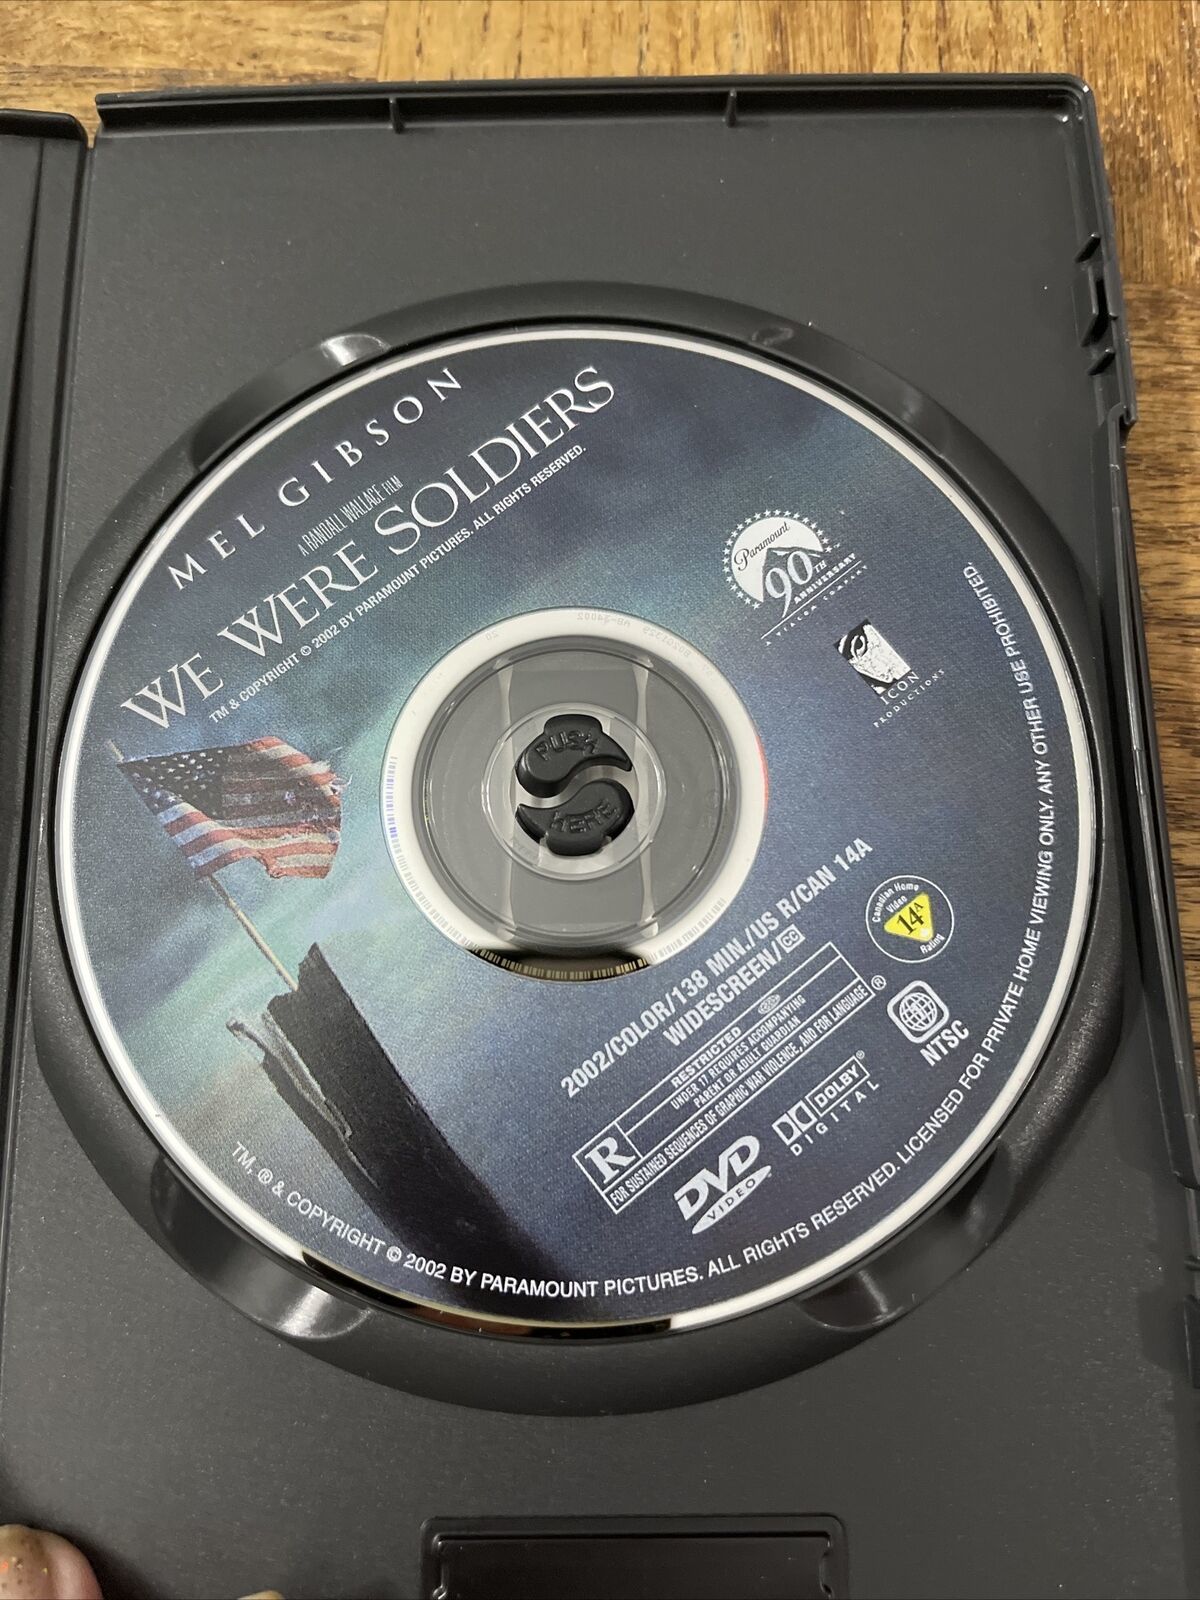 MEL GIBSON
A RANDALL WALLACE FILM
WE WERE SOLDIERS
TM & COPYRIGHT © 2002 BY PARAMOUNT PICTURES. ALL RIGHTS RESERVED.
Paramount
90TH
ANNIVERSARY
A VIACOM COMPANY
ICON
PRODUCTIONS
PUSH
HERE
2002/COLOR/138 MIN./US R/CAN 14A
WIDESCREEN/CC
Canadian Home
Video
14A
Rating
R
RESTRICTED
UNDER 17 REQUIRES ACCOMPANYING
PARENT OR ADULT GUARDIAN
FOR SUSTAINED SEQUENCES OF GRAPHIC WAR VIOLENCE, AND FOR LANGUAGE
®
NTSC
DVD
VIDEO
DOLBY®
DIGITAL
TM, ® & COPYRIGHT © 2002 BY PARAMOUNT PICTURES. ALL RIGHTS RESERVED. LICENSED FOR PRIVATE HOME VIEWING ONLY. ANY OTHER USE PROHIBITED.